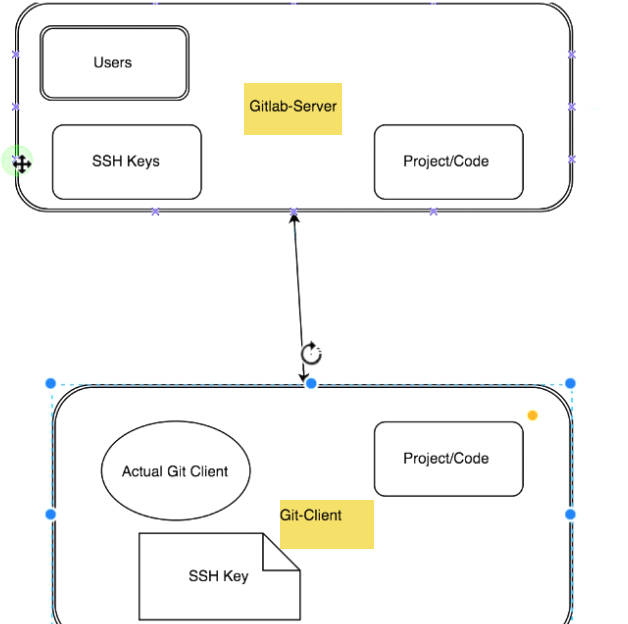 Users
Gitlab-Server
SSH Keys
Project/Code
Actual Git Client
Project/Code
Git-Client
SSH Key